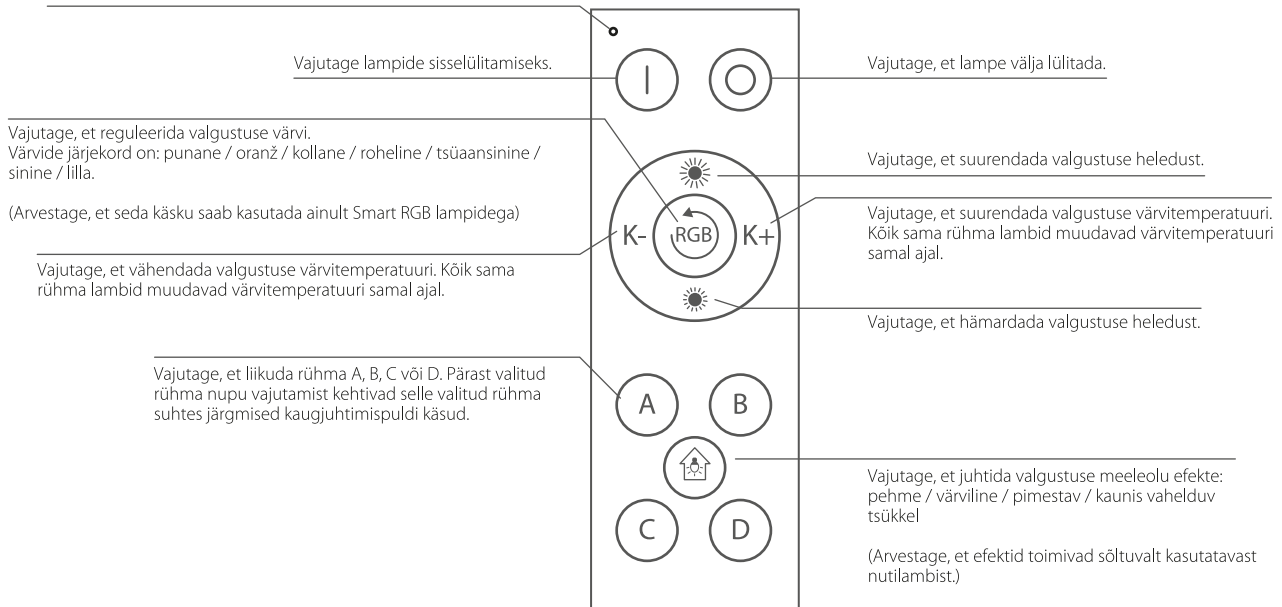 Vajutage lampide sisselülitamiseks.
Vajutage, et lampe välja lülitada.
Vajutage, et reguleerida valgustuse värvi.
Värvide järjekord on: punane / oranž / kollane / roheline / tsüaansinine /
sinine / lilla.
(Arvestage, et seda käsku saab kasutada ainult Smart RGB lampidega)
Vajutage, et suurendada valgustuse heledust.
K-
RGB
K+
Vajutage, et suurendada valgustuse värvitemperatuuri.
Kõik sama rühma lambid muudavad värvitemperatuuri
samal ajal.
Vajutage, et vähendada valgustuse värvitemperatuuri. Kõik sama
rühma lambid muudavad värvitemperatuuri samal ajal.
Vajutage, et hämardada valgustuse heledust.
Vajutage, et liikuda rühma A, B, C või D. Pärast valitud
rühma nupu vajutamist kehtivad selle valitud rühma
suhtes järgmised kaugjuhtimispuldi käsud.
A
B
C
D
Vajutage, et juhtida valgustuse meeleolu efekte:
pehme / värviline / pimestav / kaunis vahelduv
tsükkel
(Arvestage, et efektid toimivad sõltuvalt kasutatavast
nutilambist.)